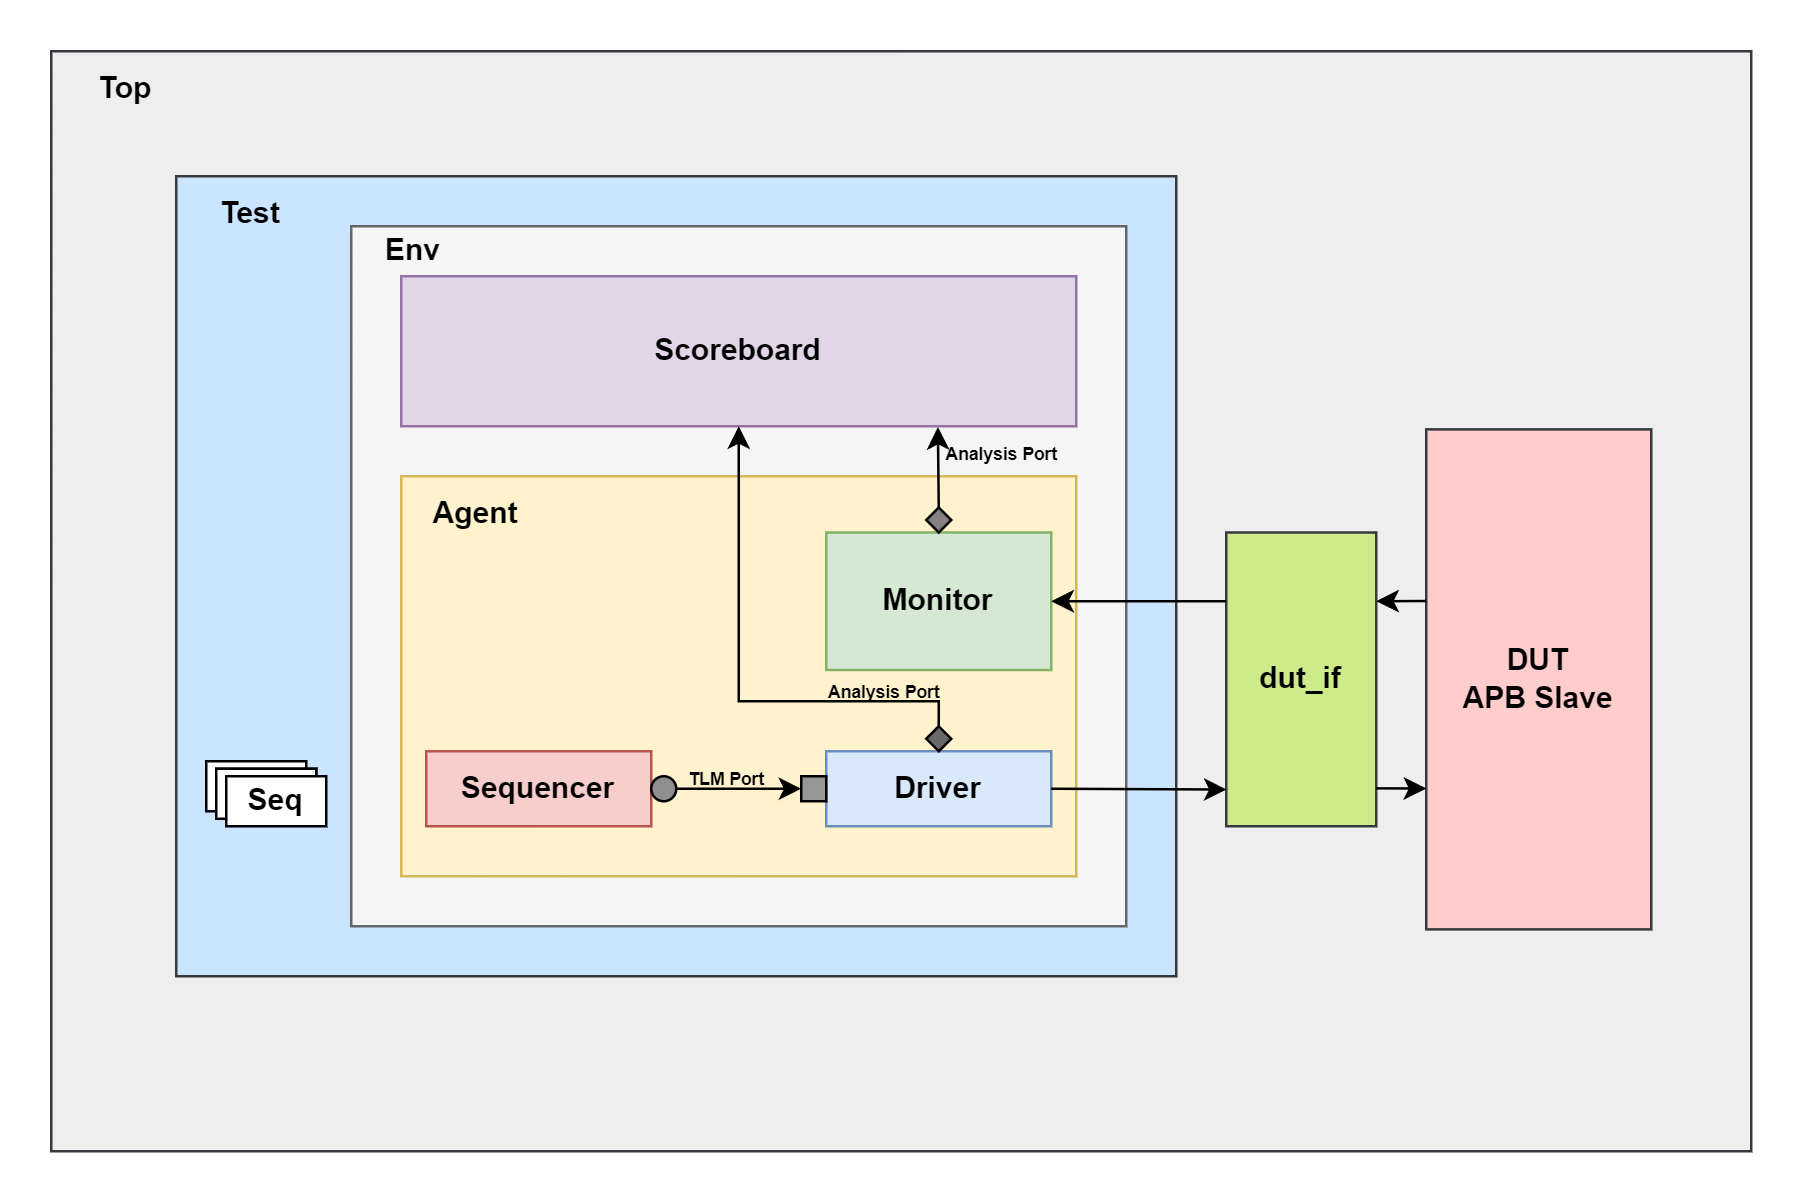 Top
Test
Env
Scoreboard
Analysis Port
Agent
Monitor
Analysis Port
Sequencer
TLM Port
Driver
Seq
dut_if
DUT
APB Slave